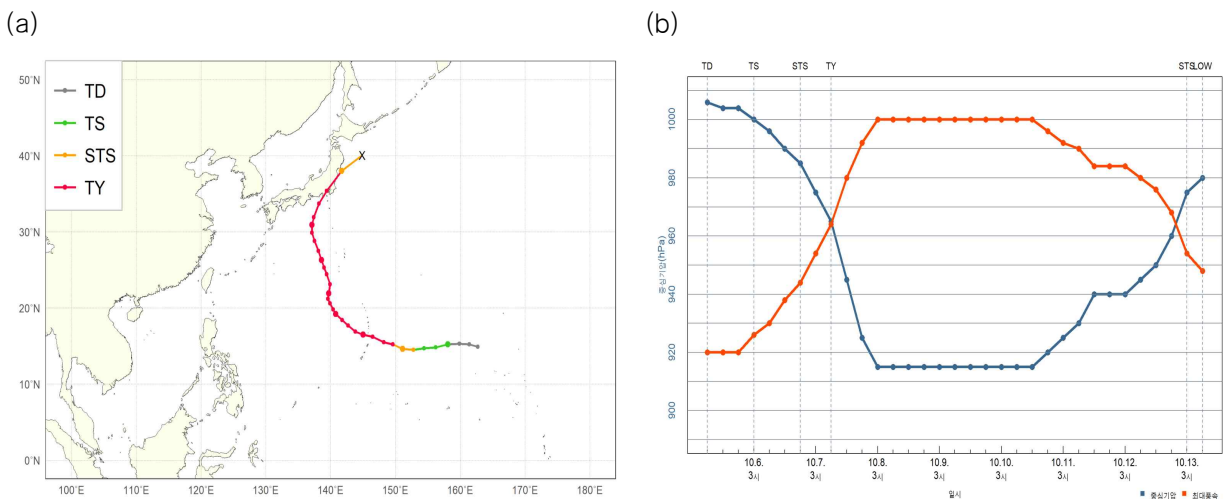 (a)
(b)
50˚N
40˚N
30˚N
20˚N
10˚N
0˚N
TD
TS
STS
TY
X
100˚E
110˚E
120˚E
130˚E
140˚E
150˚E
160˚E
170˚E
180˚E
TD
TS
STS
TY
STSLOW
1000
980
960
940
920
900
중심기압(hPa)
10.6.
3시
10.7.
3시
10.8.
3시
10.9.
3시
10.10.
3시
10.11.
3시
10.12.
3시
10.13.
3시
일시
중심기압
최대풍속